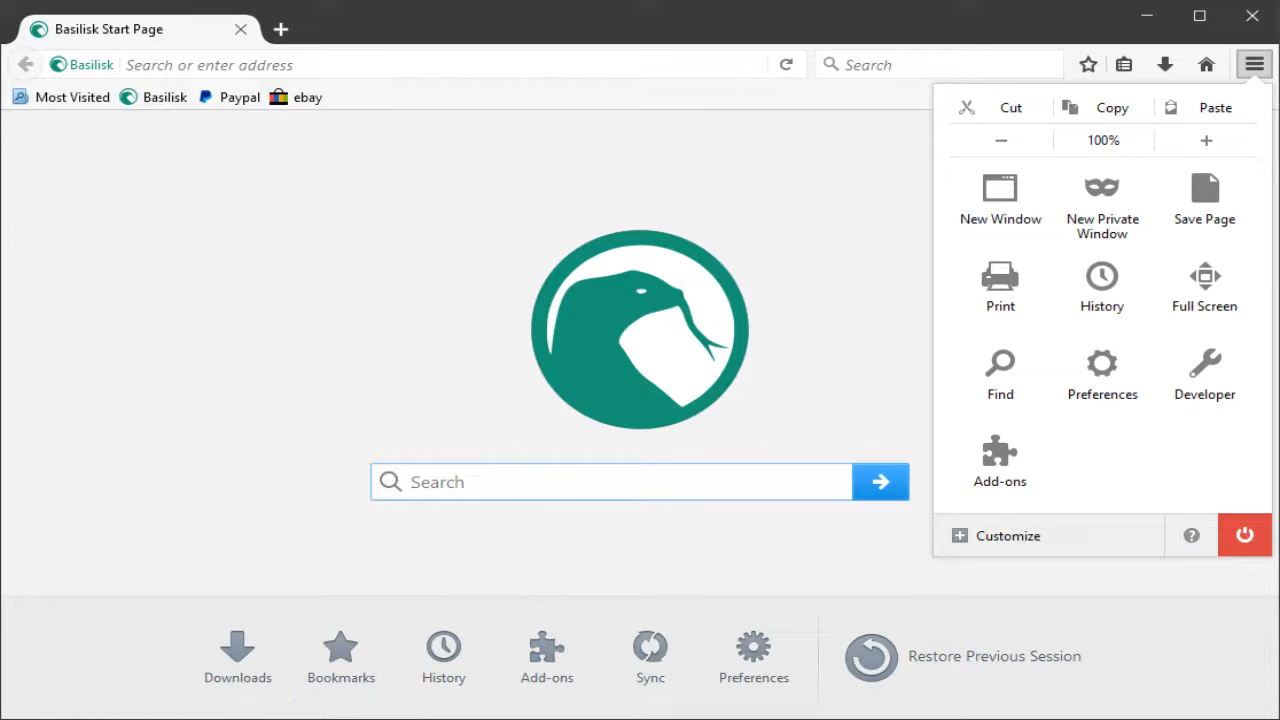 Basilisk Start Page
Basilisk Search or enter address Search
Most Visited Basilisk Paypal ebay
Cut Copy Paste
100%
New Window New Private Window Save Page
Print History Full Screen
Find Preferences Developer
Add-ons
Search
Customize
Downloads Bookmarks History Add-ons Sync Preferences Restore Previous Session